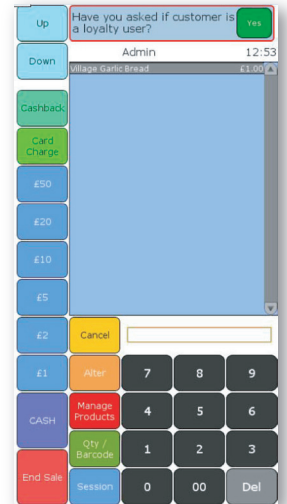 Up
Have you asked if customer is
a loyalty user?
Yes
Down
Admin
12:53
Village Garlic Bread
£1.00
Cashback
Card
Charge
£50
£20
£10
£5
£2
Cancel
£1
Alter
7
8
9
CASH
Manage
Products
4
5
6
Qty /
Barcode
1
2
3
End Sale
Session
0
00
Del